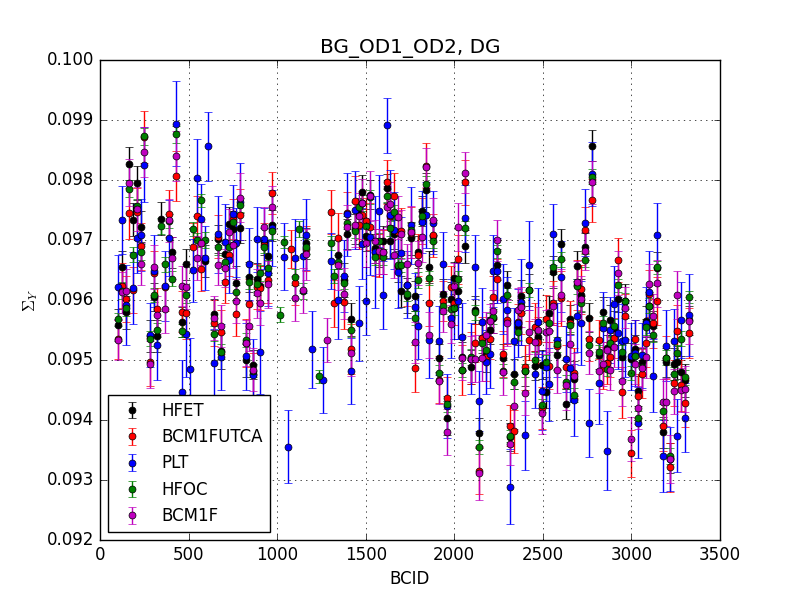 BG_OD1_OD2, DG
0.100
0.099
0.098
0.097
0.096
0.095
0.094
0.093
0.092
Σ_Y
HFET
BCM1FUTCA
PLT
HFOC
BCM1F
0 500 1000 1500 2000 2500 3000 3500
BCID